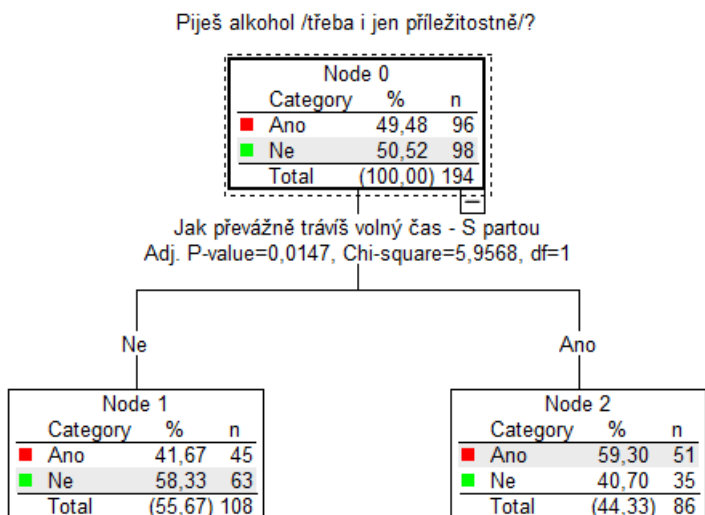 Piješ alkohol /třeba i jen příležitostně/?
Node 0
Category % n
Ano 49,48 96
Ne 50,52 98
Total (100,00) 194
Jak převážně trávíš volný čas - S partou
Adj. P-value=0,0147, Chi-square=5,9568, df=1
Ne
Ano
Node 1
Category % n
Ano 41,67 45
Ne 58,33 63
Total (55,67) 108
Node 2
Category % n
Ano 59,30 51
Ne 40,70 35
Total (44,33) 86